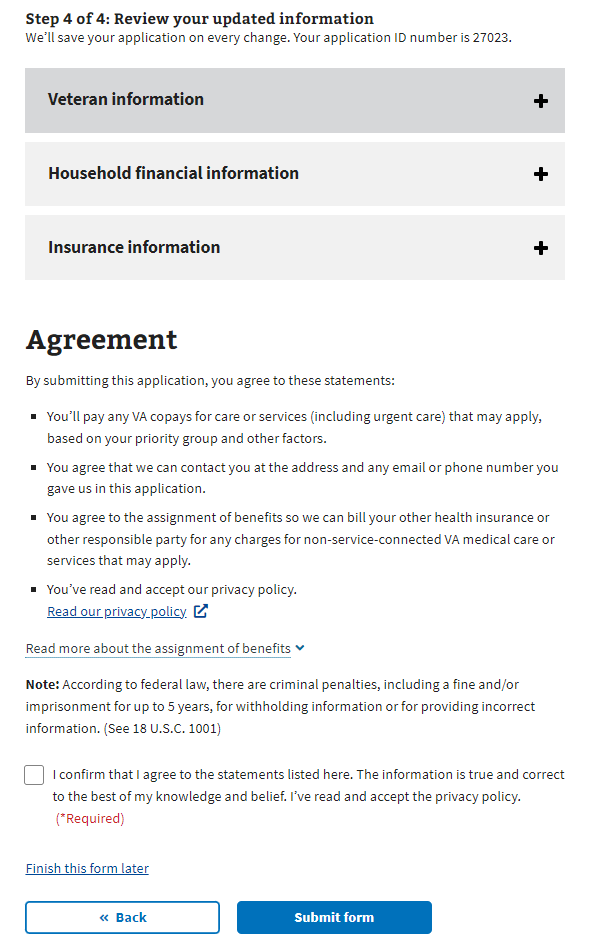 Step 4 of 4: Review your updated information
We’ll save your application on every change. Your application ID number is 27023.
Veteran information
Household financial information
Insurance information
Agreement
By submitting this application, you agree to these statements:
You’ll pay any VA copays for care or services (including urgent care) that may apply,
based on your priority group and other factors.
You agree that we can contact you at the address and any email or phone number you
gave us in this application.
You agree to the assignment of benefits so we can bill your other health insurance or
other responsible party for any charges for non-service-connected VA medical care or
services that may apply.
You’ve read and accept our privacy policy.
Read our privacy policy
Read more about the assignment of benefits
Note: According to federal law, there are criminal penalties, including a fine and/or
imprisonment for up to 5 years, for withholding information or for providing incorrect
information. (See 18 U.S.C. 1001)
I confirm that I agree to the statements listed here. The information is true and correct
to the best of my knowledge and belief. I’ve read and accept the privacy policy.
(*Required)
Finish this form later
« Back
Submit form